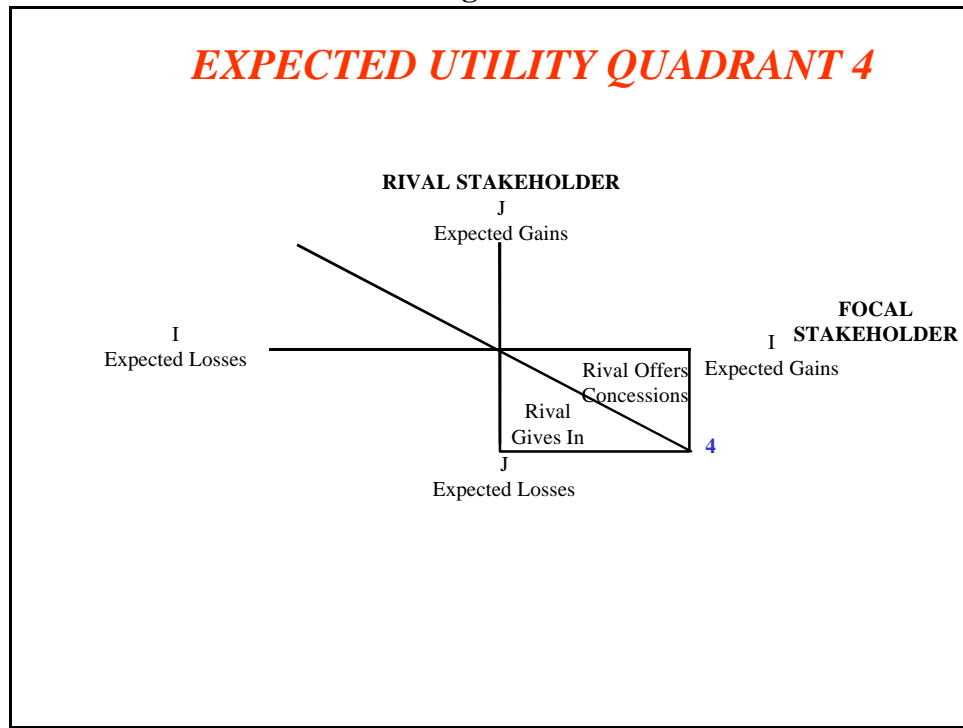 EXPECTED UTILITY QUADRANT 4
RIVAL STAKEHOLDER
J
Expected Gains
FOCAL
STAKEHOLDER
I
Expected Losses
I
Expected Gains
Rival Offers
Concessions
Rival
Gives In
4
J
Expected Losses